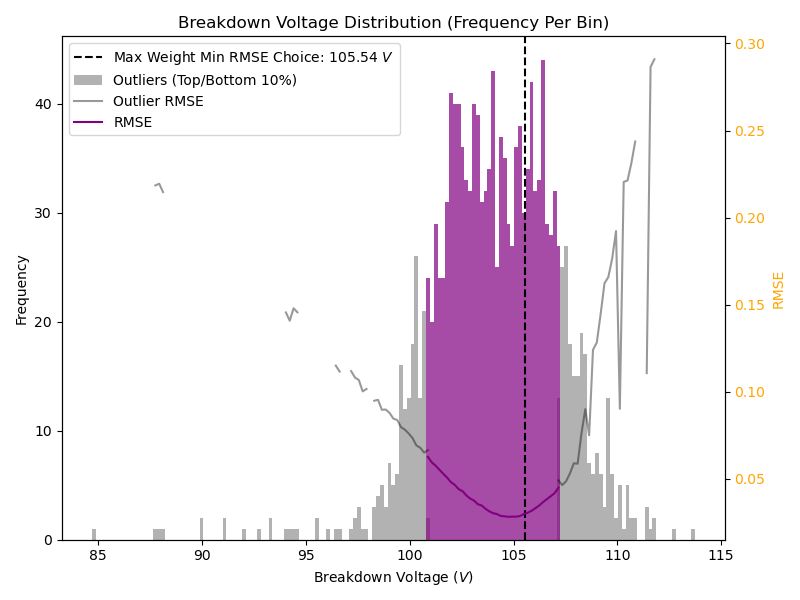 Breakdown Voltage Distribution (Frequency Per Bin)
Max Weight Min RMSE Choice: 105.54 V
Outliers (Top/Bottom 10%)
Outlier RMSE
RMSE
Frequency
0
10
20
30
40
RMSE
0.05
0.10
0.15
0.20
0.25
0.30
85
90
95
100
105
110
115
Breakdown Voltage (V)